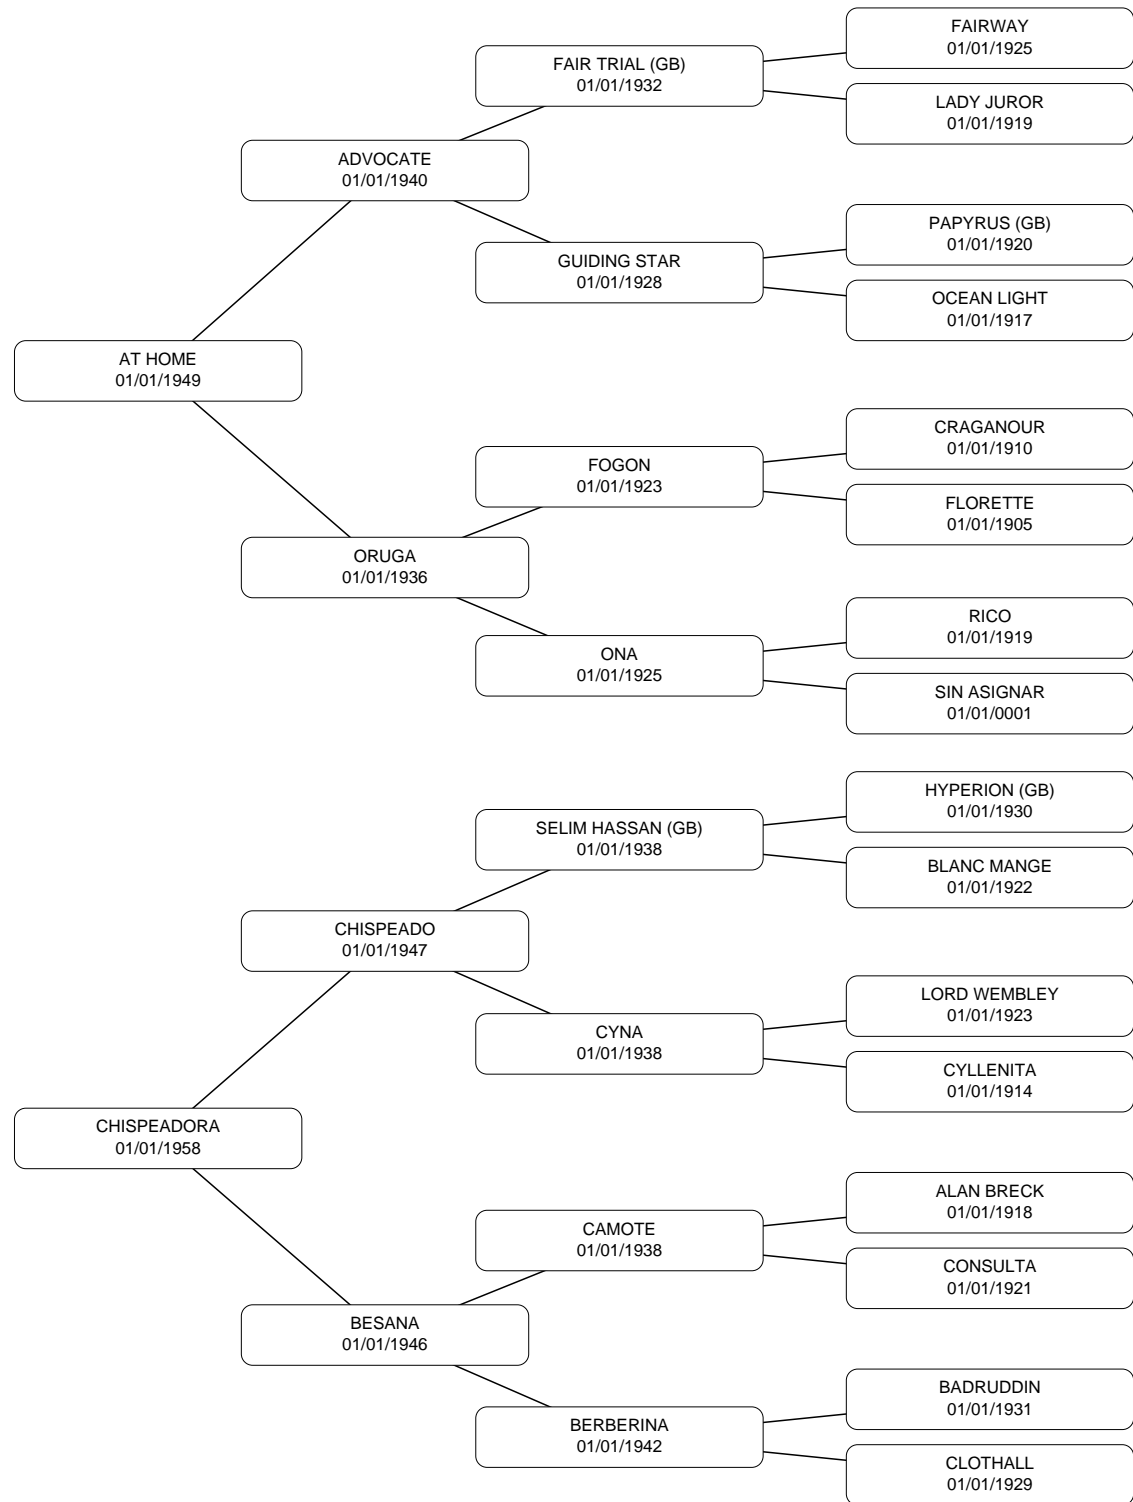 FAIRWAY
01/01/1925
FAIR TRIAL (GB)
01/01/1932
LADY JUROR
01/01/1919
ADVOCATE
01/01/1940
PAPYRUS (GB)
01/01/1920
GUIDING STAR
01/01/1928
OCEAN LIGHT
01/01/1917
AT HOME
01/01/1949
CRAGANOUR
01/01/1910
FOGON
01/01/1923
FLORETTE
01/01/1905
ORUGA
01/01/1936
RICO
01/01/1919
ONA
01/01/1925
SIN ASIGNAR
01/01/0001
HYPERION (GB)
01/01/1930
SELIM HASSAN (GB)
01/01/1938
BLANC MANGE
01/01/1922
CHISPEADO
01/01/1947
LORD WEMBLEY
01/01/1923
CYNA
01/01/1938
CYLLENITA
01/01/1914
CHISPEADORA
01/01/1958
ALAN BRECK
01/01/1918
CAMOTE
01/01/1938
CONSULTA
01/01/1921
BESANA
01/01/1946
BADRUDDIN
01/01/1931
BERBERINA
01/01/1942
CLOTHALL
01/01/1929